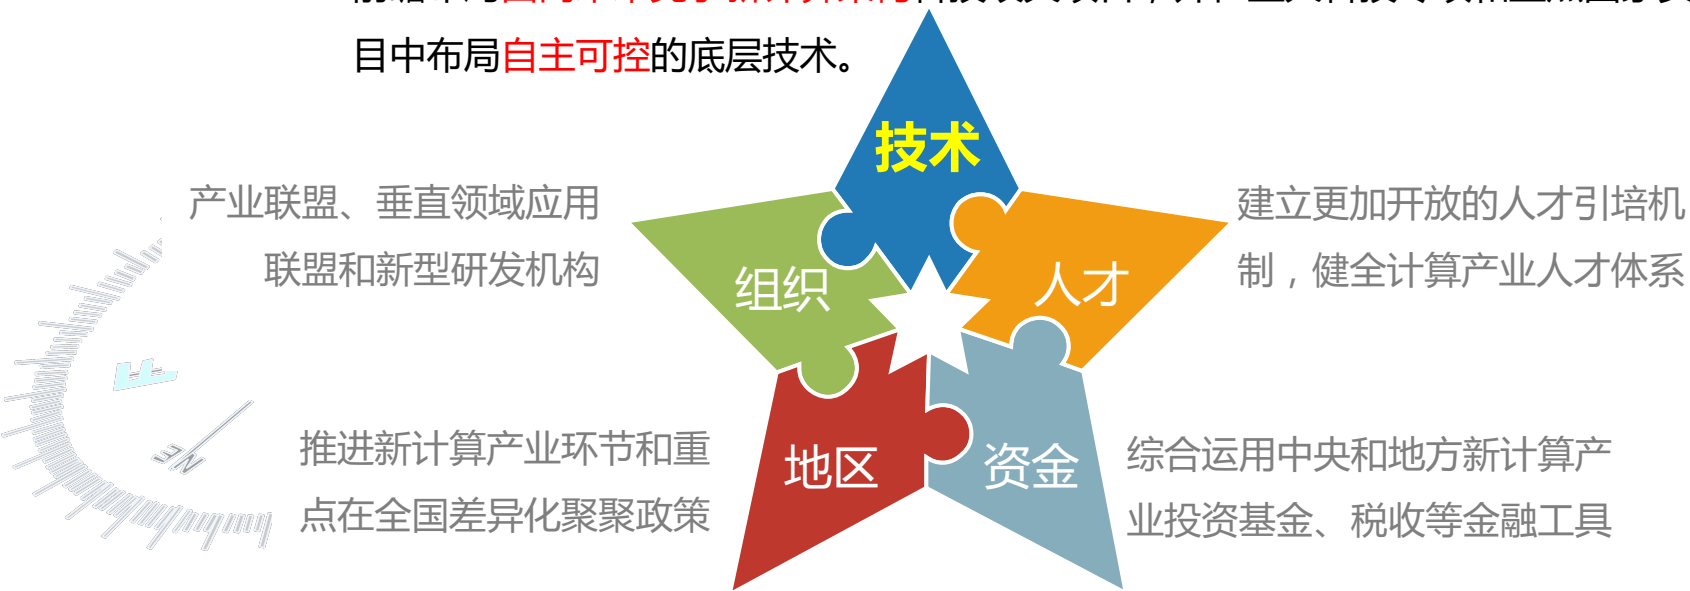 目中布局自主可控的底层技术。
技术
产业联盟、垂直领域应用
联盟和新型研发机构
建立更加开放的人才引培机
制，健全计算产业人才体系
组织
人才
地区
资金
推进新计算产业环节和重
点在全国差异化聚聚政策
综合运用中央和地方新计算产
业投资基金、税收等金融工具
NE